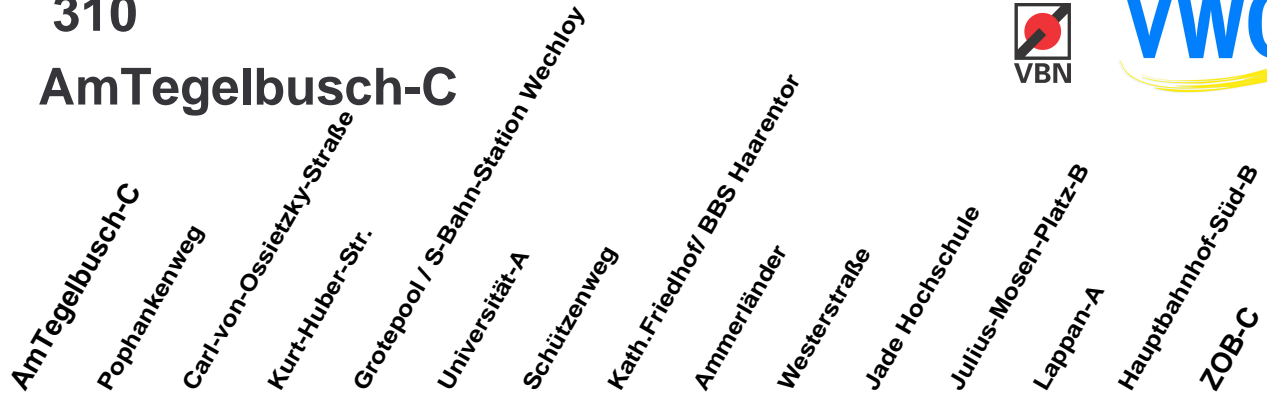 310
AmTegelbusch-C
VBN
AmTegelbusch-C
Pophankenweg
Carl-von-Ossietzky-Straße
Kurt-Huber-Str.
Grotepool / S-Bahn-Station Wechloy
Universität-A
Schützenweg
Kath.Friedhof/ BBS Haarentor
Ammerländer
Westerstraße
Jade Hochschule
Julius-Mosen-Platz-B
Lappan-A
Hauptbahnhof-Süd-B
ZOB-C